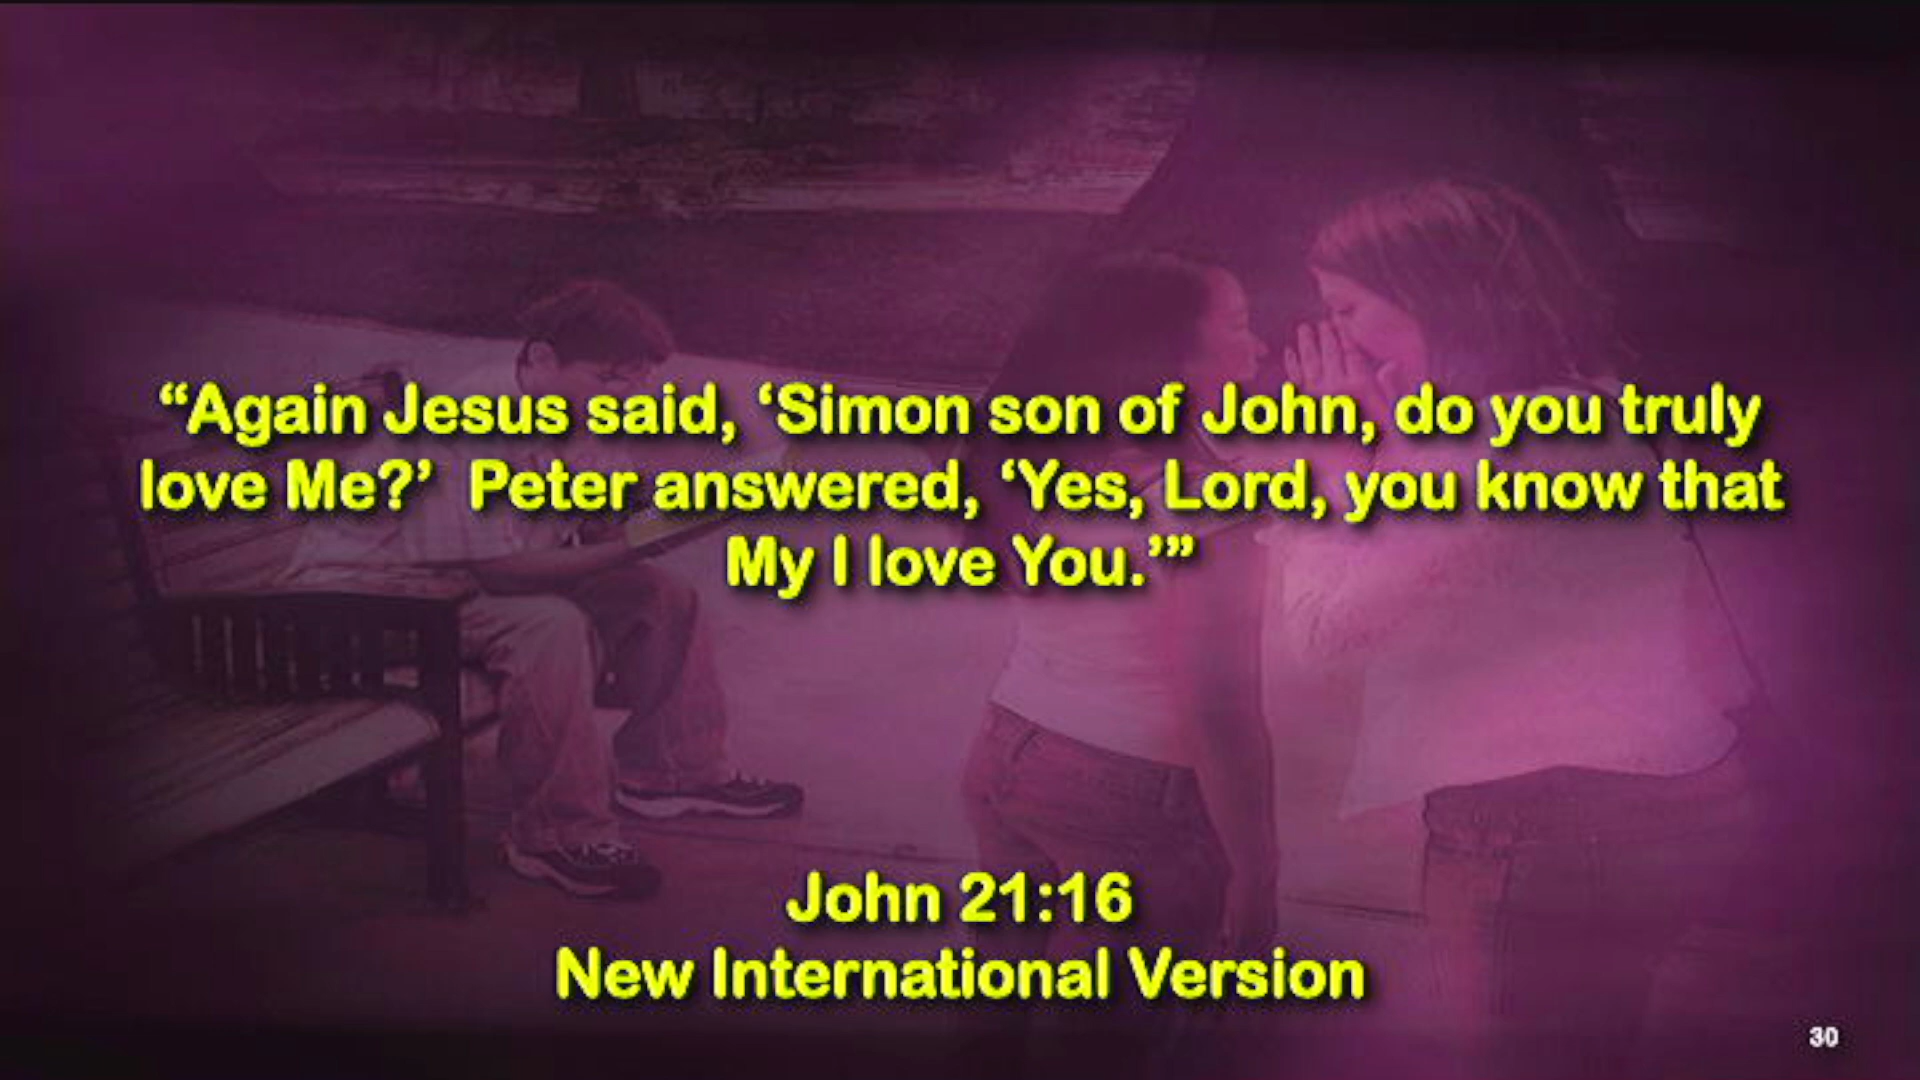 “Again Jesus said, ‘Simon son of John, do you truly
love Me?’  Peter answered, ‘Yes, Lord, you know that
My I love You.’”
John 21:16
New International Version
30